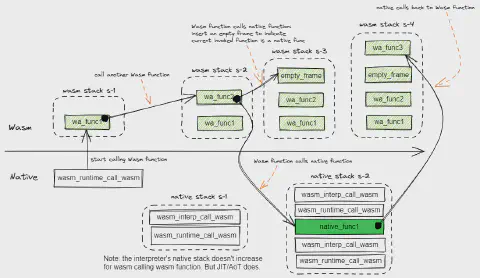 native calls back to Wasm function
Wasm function calls native function:
insert an empty frame to indicate
current invoked function is a native func
wasm stack s-4
wasm stack s-3
wasm stack s-2
wasm stack s-1
call another Wasm function
wa_func3
empty_frame
empty_frame
wa_func2
wa_func2
wa_func2
wa_func1
wa_func1
wa_func1
wa_func1
Wasm
start calling Wasm function
Wasm function calls native function
Native
wasm_runtime_call_wasm
native stack s-1
native stack s-2
wasm_interp_call_wasm
wasm_runtime_call_wasm
wasm_interp_call_wasm
wasm_runtime_call_wasm
native_func1
wasm_interp_call_wasm
wasm_runtime_call_wasm
Note: the interpreter's native stack doesn't increase
for wasm calling wasm function. But JIT/AoT does.